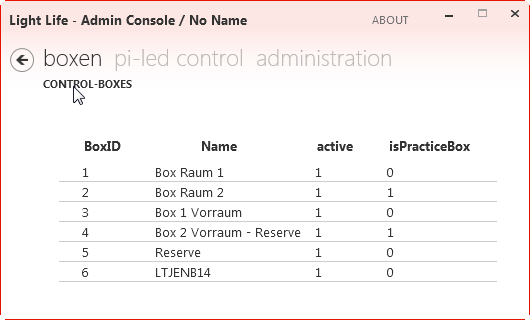 Light Life - Admin Console / No Name ABOUT
boxen pi-led control administration
CONTROL-BOXES
BoxID Name active isPracticeBox
1 Box Raum 1 1 0
2 Box Raum 2 1 1
3 Box 1 Vorraum 1 0
4 Box 2 Vorraum - Reserve 1 1
5 Reserve 1 0
6 LTJENB14 1 0